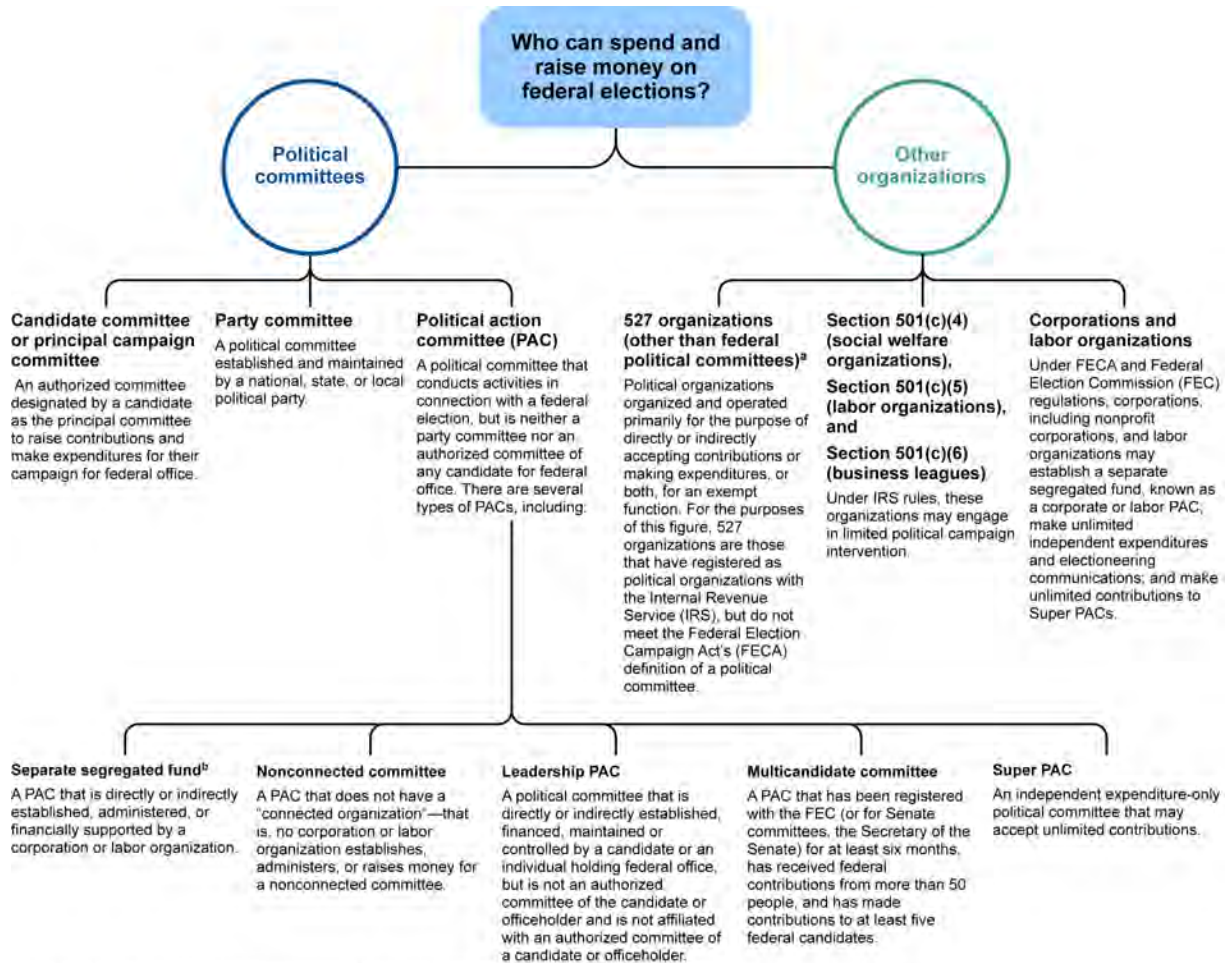 Who can spend and
raise money on
federal elections?
Political
committees
Other
organizations
Candidate committee
or principal campaign
committee
An authorized committee
designated by a candidate
as the principal committee
to raise contributions and
make expenditures for their
campaign for federal office.
Party committee
A political committee
established and maintained
by a national, state, or local
political party.
Political action
committee (PAC)
A political committee that
conducts activities in
connection with a federal
election, but is neither a
party committee nor an
authorized committee of
any candidate for federal
office. There are several
types of PACs, including:
527 organizations
(other than federal
political committees)ª
Political organizations
organized and operated
primarily for the purpose of
directly or indirectly
accepting contributions or
making expenditures, or
both, for an exempt
function. For the purposes
of this figure, 527
organizations are those
that have registered as
political organizations with
the Internal Revenue
Service (IRS), but do not
meet the Federal Election
Campaign Act's (FECA)
definition of a political
committee.
Section 501(c)(4)
(social welfare
organizations),
Section 501(c)(5)
(labor organizations),
and
Section 501(c)(6)
(business leagues)
Under IRS rules, these
organizations may engage
in limited political campaign
intervention.
Corporations and
labor organizations
Under FECA and Federal
Election Commission (FEC)
regulations, corporations,
including nonprofit
corporations, and labor
organizations may
establish a separate
segregated fund, known as
a corporate or labor PAC;
make unlimited
independent expenditures
and electioneering
communications; and make
unlimited contributions to
Super PACs.
Separate segregated fundᵇ
A PAC that is directly or indirectly
established, administered, or
financially supported by a
corporation or labor organization.
Nonconnected committee
A PAC that does not have a
"connected organization"—that
is, no corporation or labor
organization establishes,
administers, or raises money for
a nonconnected committee.
Leadership PAC
A political committee that is
directly or indirectly established,
financed, maintained or
controlled by a candidate or an
individual holding federal office,
but is not an authorized
committee of the candidate or
officeholder and is not affiliated
with an authorized committee of
a candidate or officeholder.
Multicandidate committee
A PAC that has been registered
with the FEC (or for Senate
committees, the Secretary of the
Senate) for at least six months,
has received federal
contributions from more than 50
people, and has made
contributions to at least five
federal candidates.
Super PAC
An independent expenditure-only
political committee that may
accept unlimited contributions.